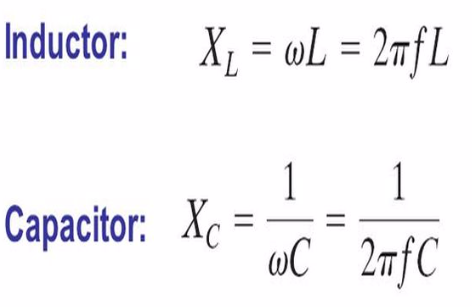 Inductor: X_L = ωL = 2πfL
Capacitor: X_C = 1/ωC = 1/2πfC